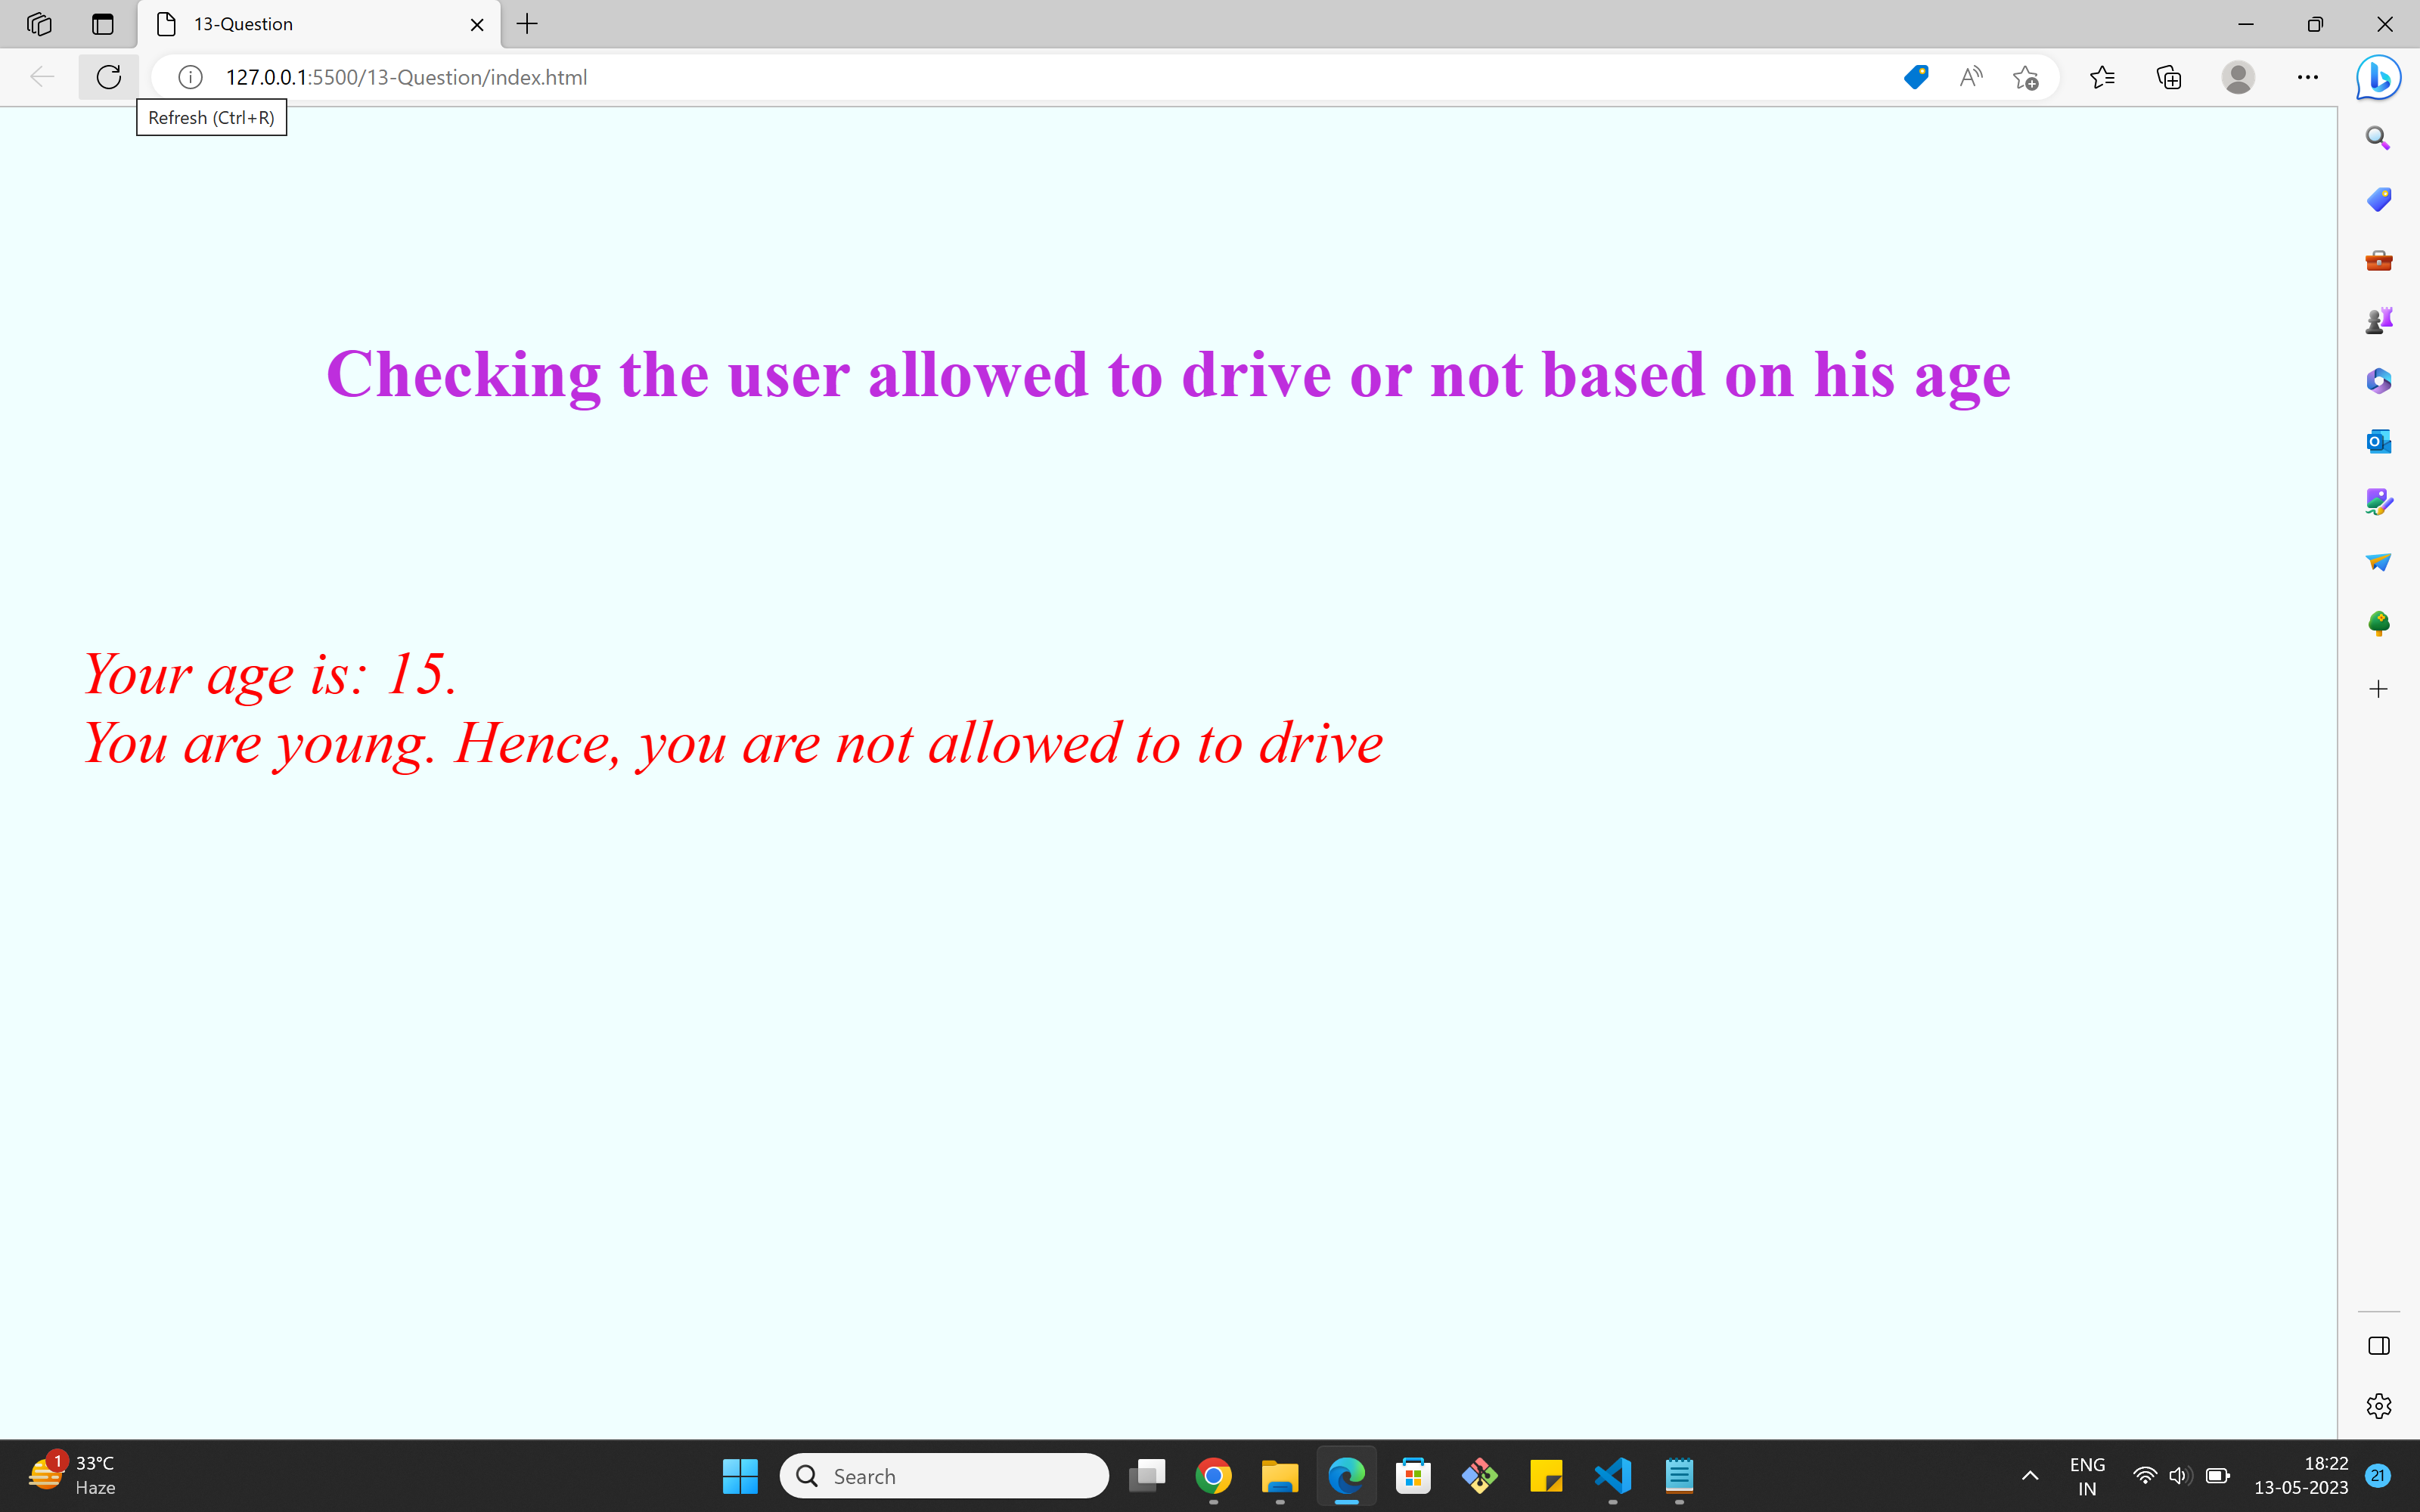 13-Question
127.0.0.1:5500/13-Question/index.html
Refresh (Ctrl+R)
Checking the user allowed to drive or not based on his age
Your age is: 15.
You are young. Hence, you are not allowed to to drive
1
33°C
Haze
Search
ENG
IN
18:22
13-05-2023
21